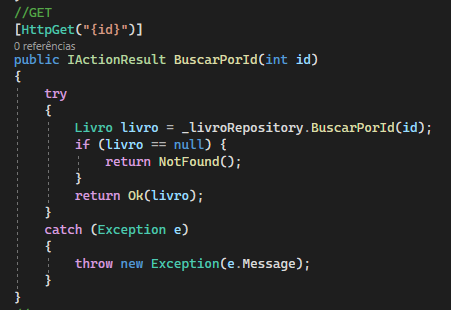 //GET
[HttpGet("{id}")]
0 referências
public IActionResult BuscarPorId(int id)
{
try
{
Livro livro = _livroRepository.BuscarPorId(id);
if (livro == null) {
return NotFound();
}
return Ok(livro);
}
catch (Exception e)
{
throw new Exception(e.Message);
}
}